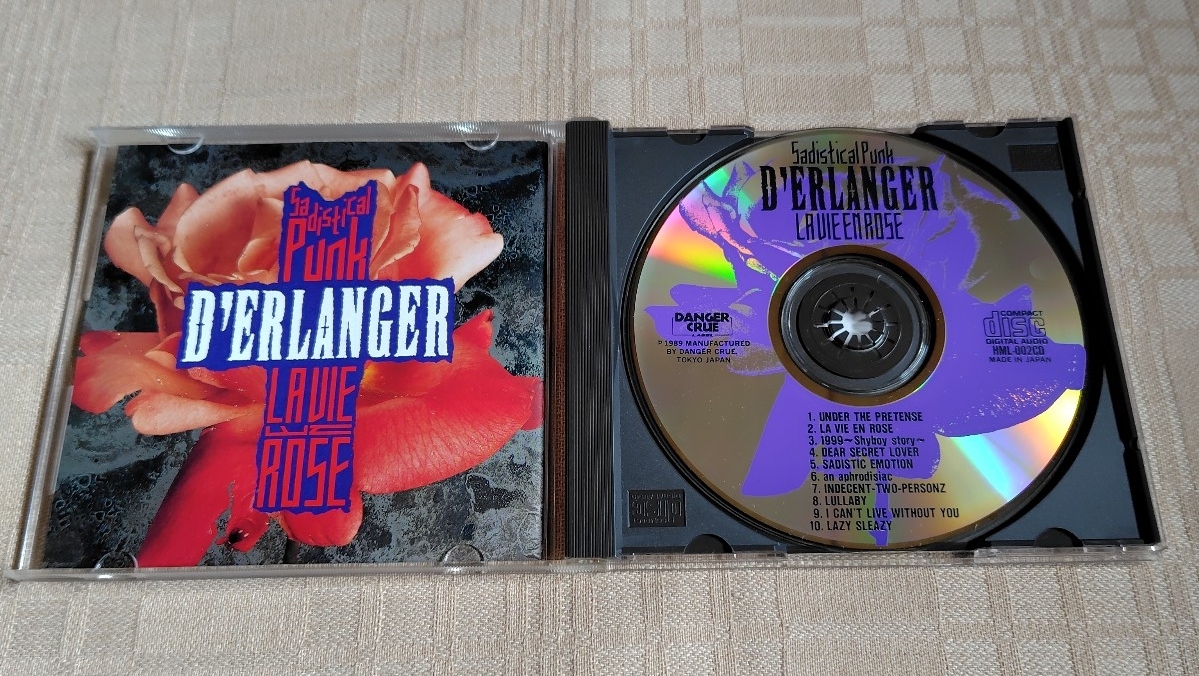 Sadistical
Punk
D'ERLANGER
LA VIE
EN
ROSE
Sadistical Punk
D'ERLANGER
LA VIE EN ROSE
DANGER
CRUE
LABEL
℗1989 MANUFACTURED
BY DANGER CRUE,
TOKYO JAPAN
COMPACT
disc
DIGITAL AUDIO
HML-002CD
MADE IN JAPAN
1. UNDER THE PRETENSE
2. LA VIE EN ROSE
3. 1999～Shyboy story～
4. DEAR SECRET LOVER
5. SADISTIC EMOTION
6. an aphrodisiac
7. INDECENT-TWO-PERSONZ
8. LULLABY
9. I CAN'T LIVE WITHOUT YOU
10. LAZY SLEAZY